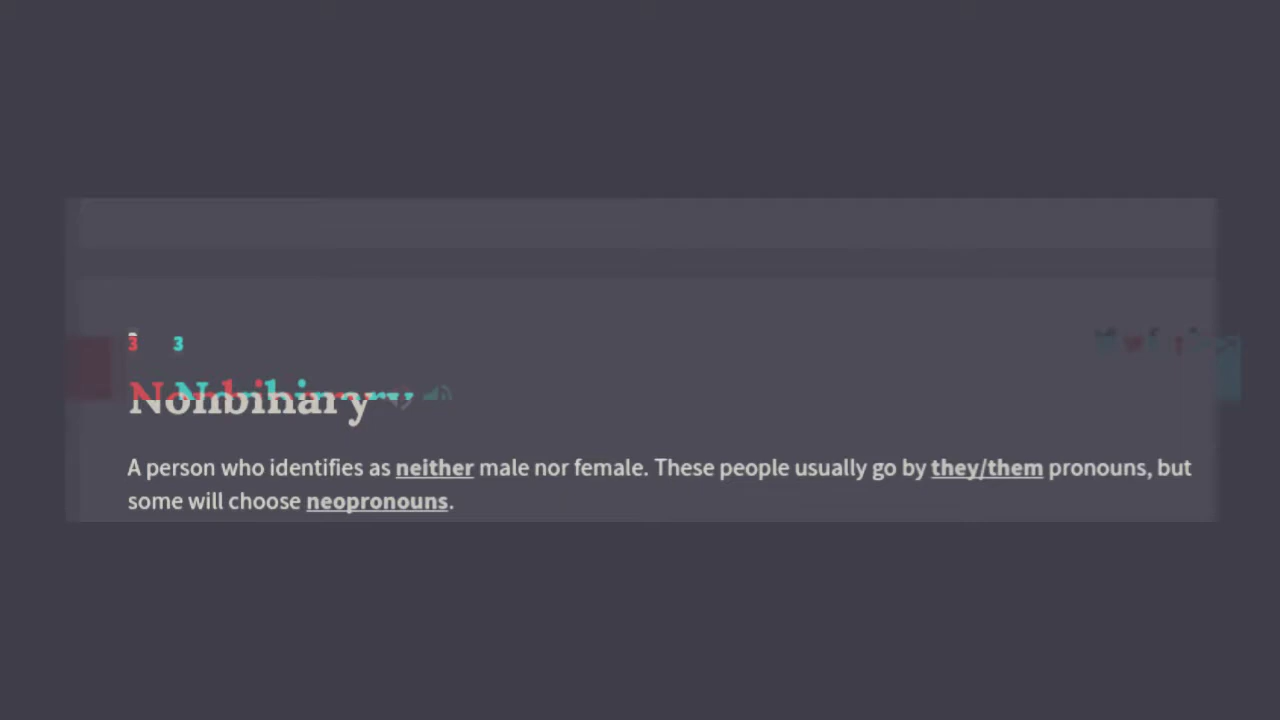 3 3
Nonbinary
A person who identifies as neither male nor female. These people usually go by they/them pronouns, but
some will choose neopronouns.